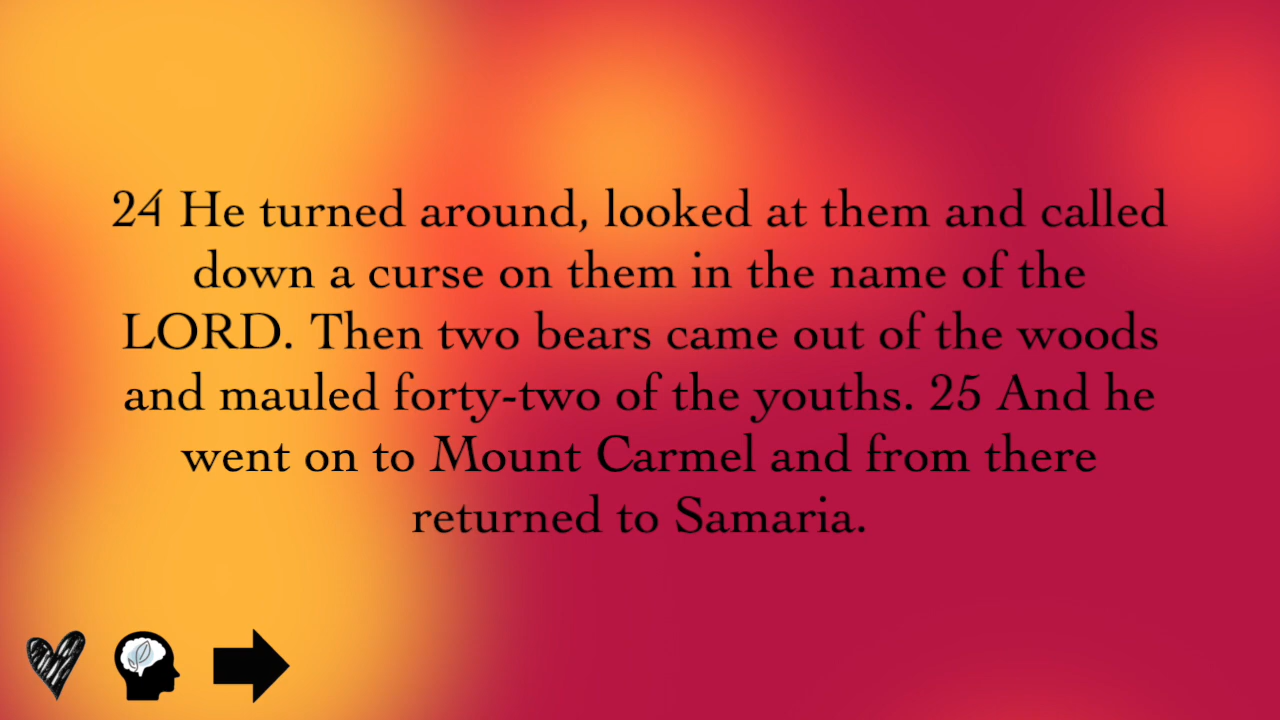 24 He turned around, looked at them and called
down a curse on them in the name of the
LORD. Then two bears came out of the woods
and mauled forty-two of the youths. 25 And he
went on to Mount Carmel and from there
returned to Samaria.